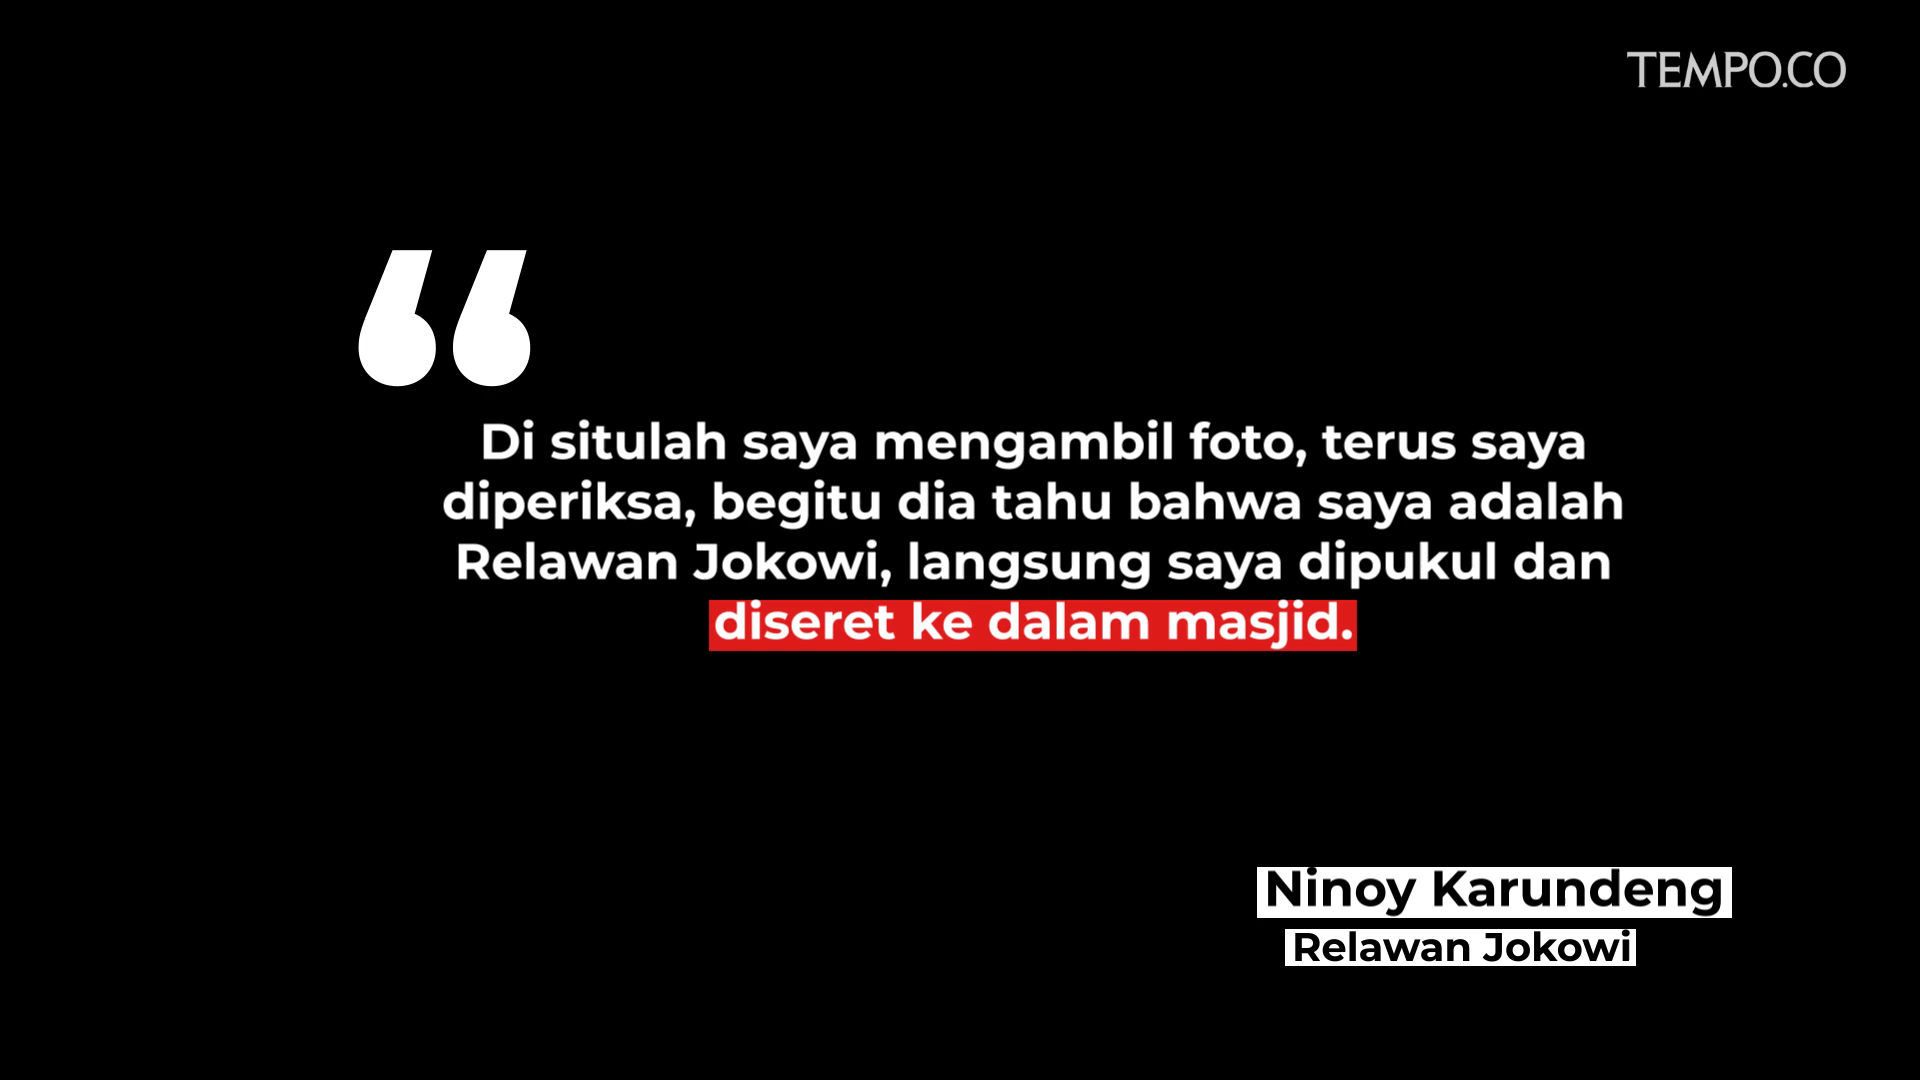 TEMPO.CO
“
Di situlah saya mengambil foto, terus saya
diperiksa, begitu dia tahu bahwa saya adalah
Relawan Jokowi, langsung saya dipukul dan
diseret ke dalam masjid.
Ninoy Karundeng
Relawan Jokowi